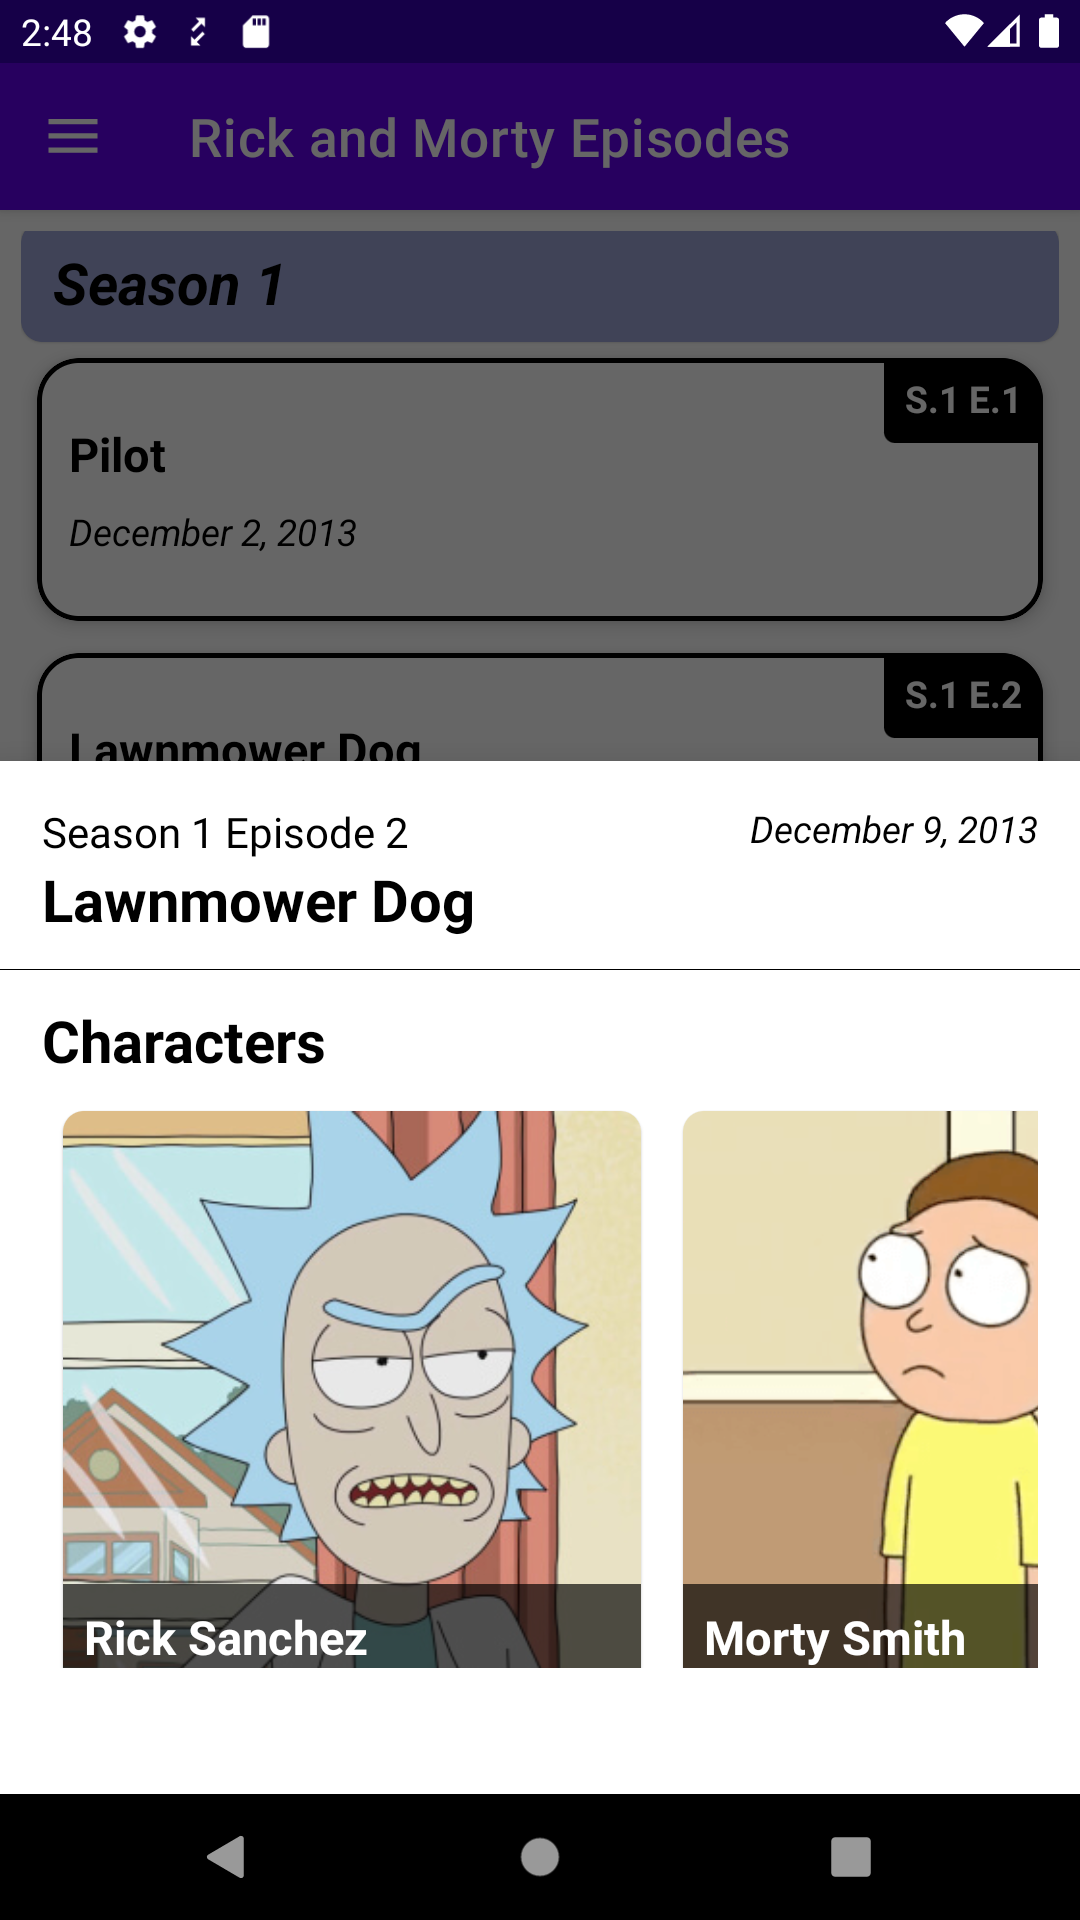 2:48
Rick and Morty Episodes
Season 1
S.1 E.1
Pilot
December 2, 2013
S.1 E.2
Lawnmower Dog
Season 1 Episode 2
December 9, 2013
Lawnmower Dog
Characters
Rick Sanchez
Morty Smith